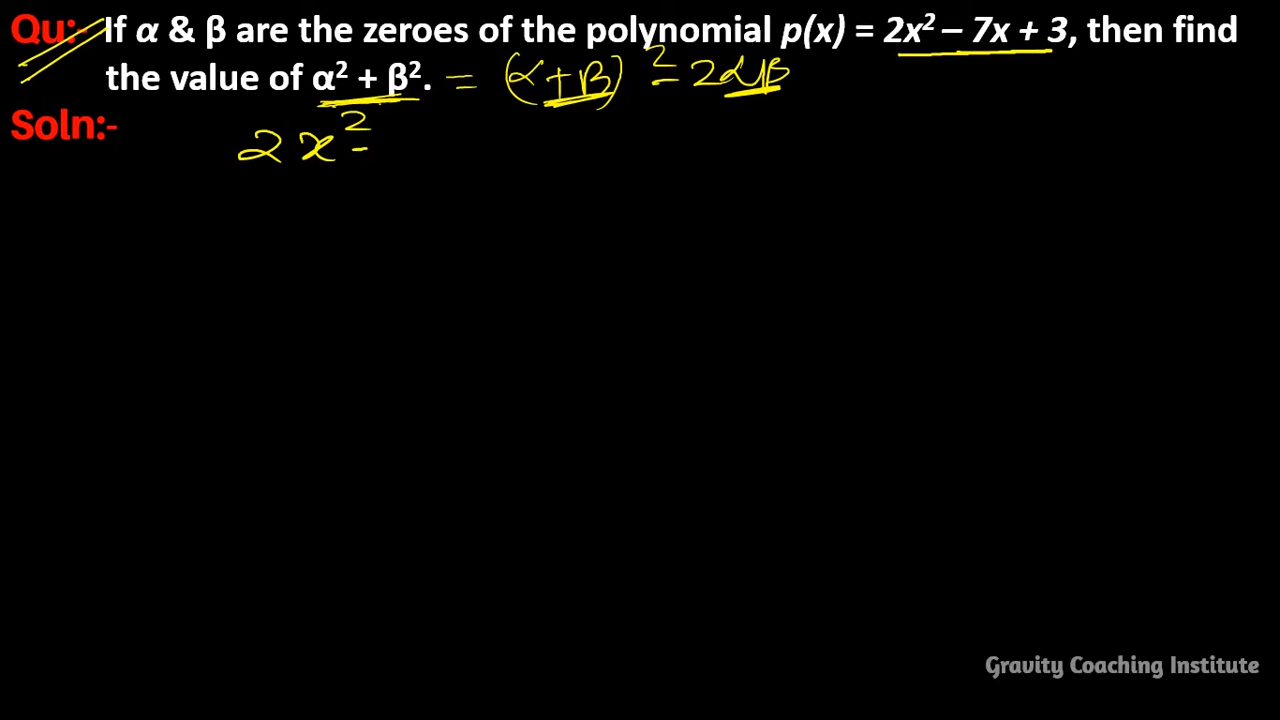 Qu:- If α & β are the zeroes of the polynomial p(x) = 2x² – 7x + 3, then find
the value of α² + β². = (α+β)² - 2αβ
Soln:-
2x² -
Gravity Coaching Institute